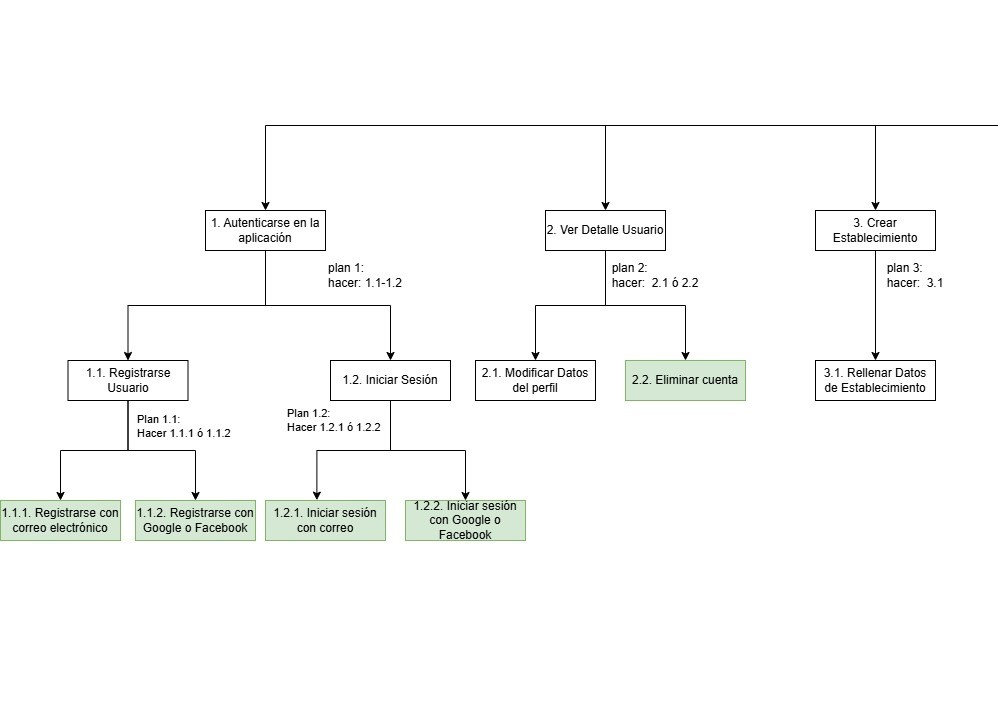 1. Autenticarse en la
aplicación
2. Ver Detalle Usuario
3. Crear
Establecimiento
plan 1:
hacer: 1.1-1.2
plan 2:
hacer:  2.1 ó 2.2
plan 3:
hacer:  3.1
1.1. Registrarse
Usuario
1.2. Iniciar Sesión
2.1. Modificar Datos
del perfil
2.2. Eliminar cuenta
3.1. Rellenar Datos
de Establecimiento
Plan 1.1:
Hacer 1.1.1 ó 1.1.2
Plan 1.2:
Hacer 1.2.1 ó 1.2.2
1.1.1. Registrarse con
correo electrónico
1.1.2. Registrarse con
Google o Facebook
1.2.1. Iniciar sesión
con correo
1.2.2. Iniciar sesión
con Google o
Facebook